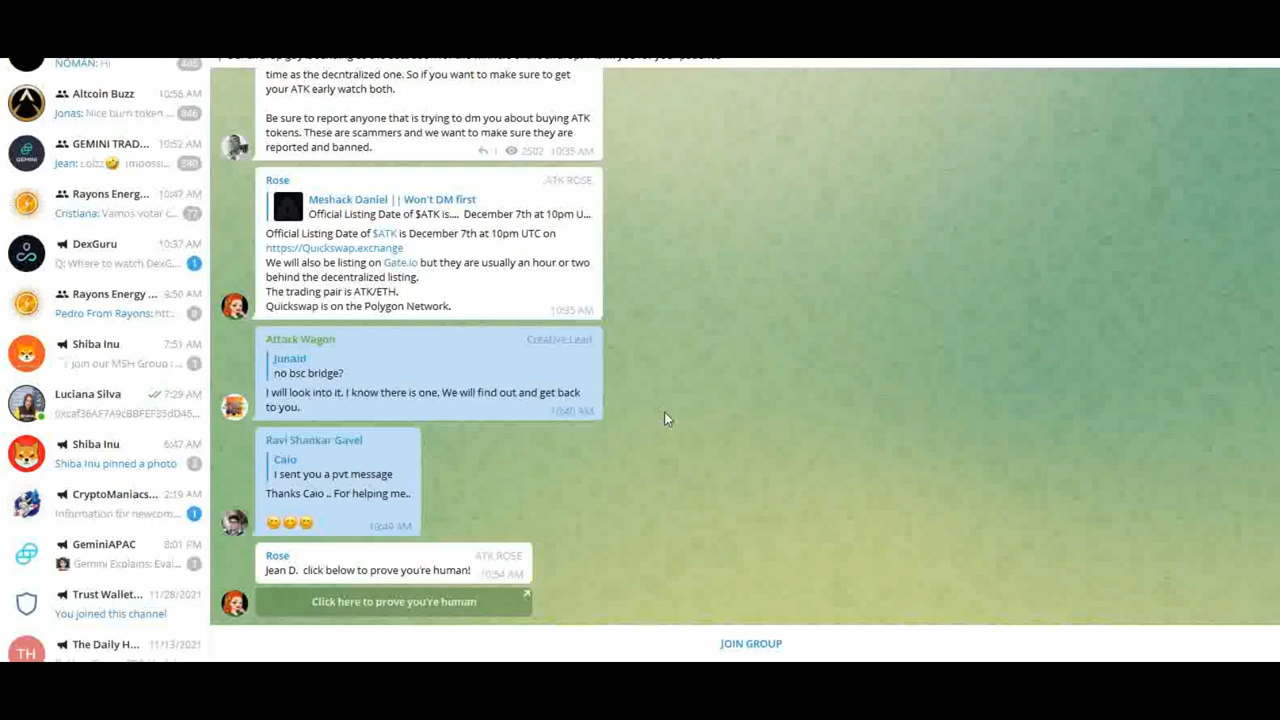 NOMAN: Hi
Altcoin Buzz 10:56 AM
Jonas: Nice burn token ... 846
GEMINI TRAD... 10:52 AM
Jean: Lolzz imoossi... 340
Rayons Energ... 10:47 AM
Cristiana: Vamos votar c... 77
DexGuru 10:37 AM
Q: Where to watch DexG... 1
Rayons Energy ... 8:50 AM
Pedro From Rayons: htt...
Shiba Inu 7:51 AM
Join our MSH Group : ... 1
Luciana Silva 7:29 AM
Shiba Inu 6:47 AM
Shiba Inu pinned a photo
CryptoManiacs... 2:19 AM
Information for newcom... 1
GeminiAPAC 8:01 PM
Gemini Explains: Eval... 1
Trust Wallet... 11/28/2021
You joined this channel
The Daily H... 11/13/2021
TH
time as the decntralized one. So if you want to make sure to get
your ATK early watch both.
Be sure to report anyone that is trying to dm you about buying ATK
tokens. These are scammers and we want to make sure they are
reported and banned.
1 2502 10:35 AM
Rose ATK ROSE
Meshack Daniel || Won't DM first
Official Listing Date of $ATK is.... December 7th at 10pm U...
Official Listing Date of $ATK is December 7th at 10pm UTC on
https://Quickswap.exchange
We will also be listing on Gate.io but they are usually an hour or two
behind the decentralized listing.
The trading pair is ATK/ETH.
Quickswap is on the Polygon Network.
10:35 AM
Attack Wagon Creative Lead
Junaid
no bsc bridge?
I will look into it. I know there is one. We will find out and get back
to you.
10:40 AM
Ravi Shankar Gavel
Caio
I sent you a pvt message
Thanks Caio .. For helping me..
10:49 AM
Rose ATK ROSE
Jean D. click below to prove you're human!
10:54 AM
Click here to prove you're human
JOIN GROUP